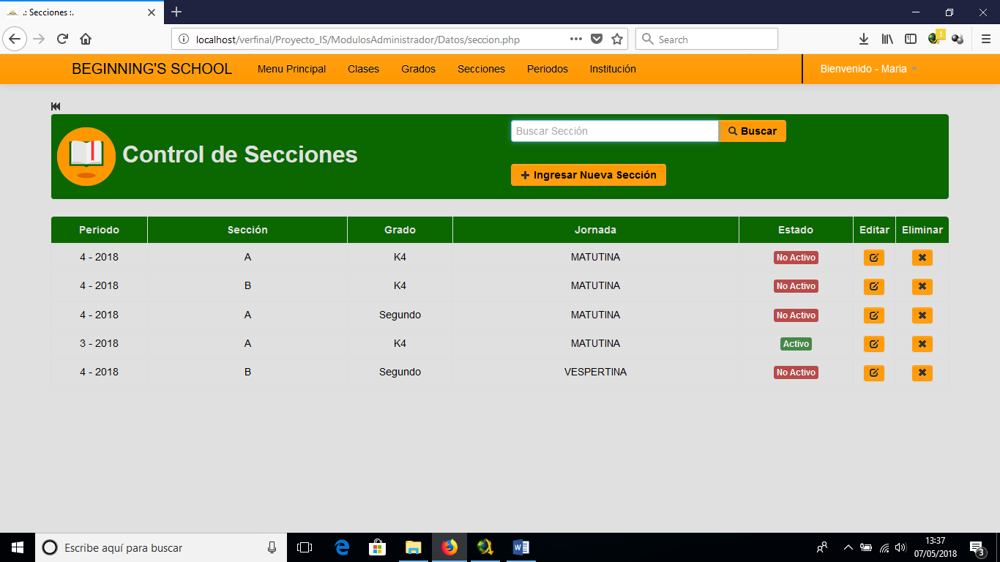 .: Secciones :.
localhost/verfinal/Proyecto_IS/ModulosAdministrador/Datos/seccion.php
Search
BEGINNING'S SCHOOL Menu Principal Clases Grados Secciones Periodos Institución Bienvenido - Maria
Control de Secciones
Buscar Sección Buscar
Ingresar Nueva Sección
Periodo Sección Grado Jornada Estado Editar Eliminar
4 - 2018 A K4 MATUTINA No Activo
4 - 2018 B K4 MATUTINA No Activo
4 - 2018 A Segundo MATUTINA No Activo
3 - 2018 A K4 MATUTINA Activo
4 - 2018 B Segundo VESPERTINA No Activo
Escribe aquí para buscar
13:37
07/05/2018
3